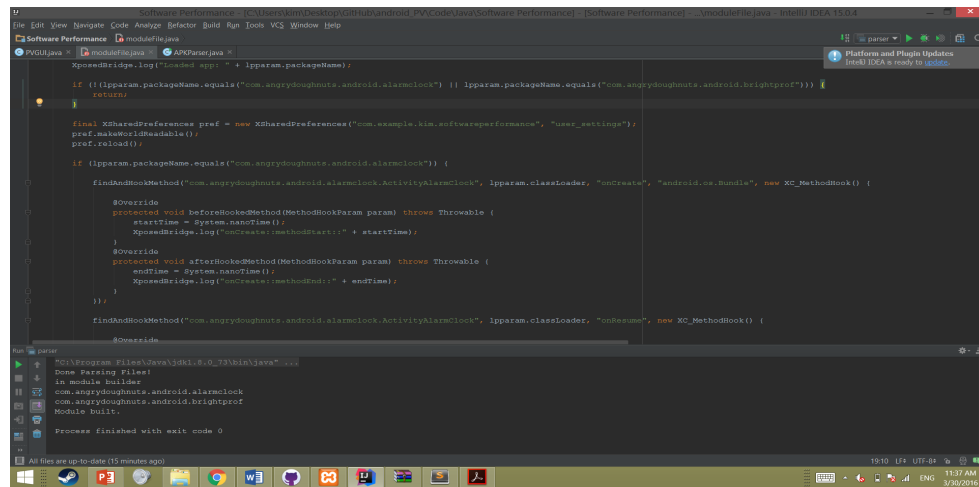 Software Performance - [C:\Users\kim\Desktop\GitHub\android_PV\Code\Java\Software Performance] - [Software Performance] - ...\moduleFile.java - IntelliJ IDEA 15.0.4
File Edit View Navigate Code Analyze Refactor Build Run Tools VCS Window Help
Software Performance moduleFile.java
parser
PVGUI.java × moduleFile.java × APKParser.java ×
Platform and Plugin Updates
IntelliJ IDEA is ready to update.
XposedBridge.log("Loaded app: " + lpparam.packageName);
if (!(lpparam.packageName.equals("com.angrydoughnuts.android.alarmclock") || lpparam.packageName.equals("com.angrydoughnuts.android.brightprof"))) {
return;
}
final XSharedPreferences pref = new XSharedPreferences("com.example.kim.softwareperformance", "user_settings");
pref.makeWorldReadable();
pref.reload();
if (lpparam.packageName.equals("com.angrydoughnuts.android.alarmclock")) {
findAndHookMethod("com.angrydoughnuts.android.alarmclock.ActivityAlarmClock", lpparam.classLoader, "onCreate", "android.os.Bundle", new XC_MethodHook() {
@Override
protected void beforeHookedMethod(MethodHookParam param) throws Throwable {
startTime = System.nanoTime();
XposedBridge.log("onCreate::methodStart::" + startTime);
}
@Override
protected void afterHookedMethod(MethodHookParam param) throws Throwable {
endTime = System.nanoTime();
XposedBridge.log("onCreate::methodEnd::" + endTime);
}
});
findAndHookMethod("com.angrydoughnuts.android.alarmclock.ActivityAlarmClock", lpparam.classLoader, "onResume", new XC_MethodHook() {
@Override
Run parser
"C:\Program Files\Java\jdk1.8.0_73\bin\java" ...
Done Parsing Files!
in module builder
com.angrydoughnuts.android.alarmclock
com.angrydoughnuts.android.brightprof
Module built.
Process finished with exit code 0
All files are up-to-date (15 minutes ago)
19:10 LF÷ UTF-8÷
ENG
11:37 AM
3/30/2016